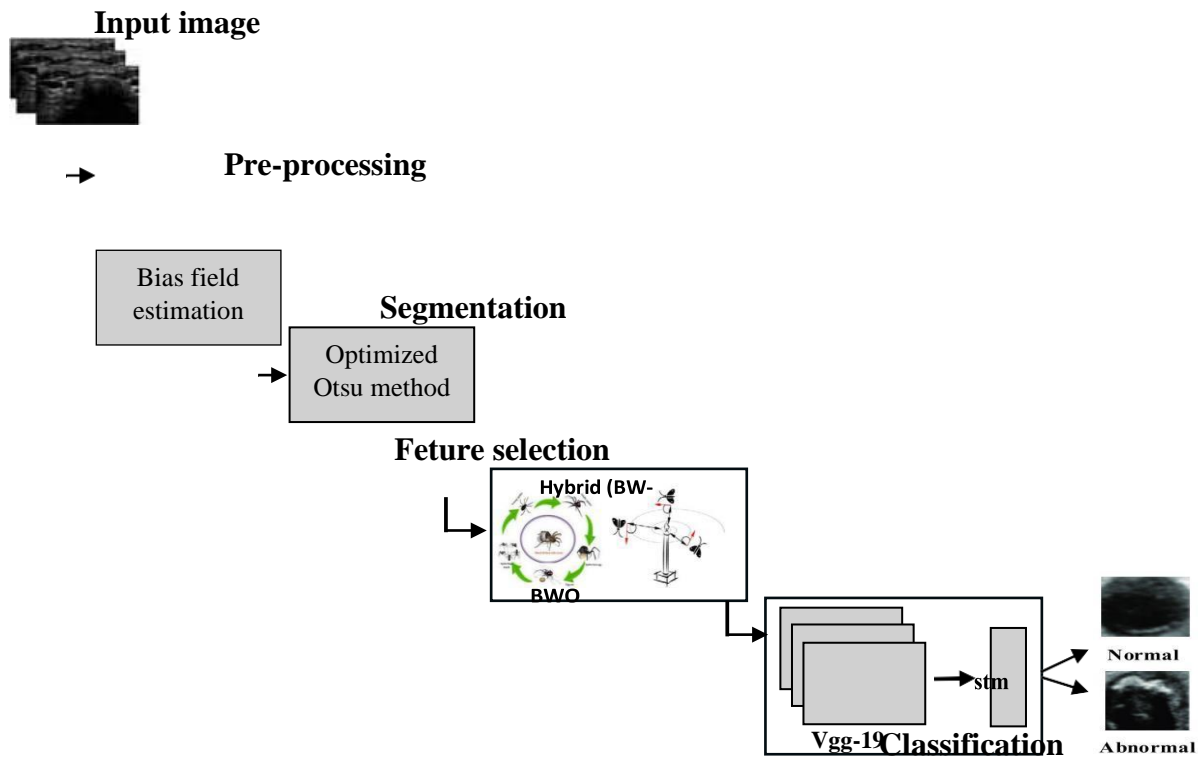 Input image
Pre-processing
Bias field
estimation
Segmentation
Optimized
Otsu method
Feture selection
Hybrid (BW-
BWO
stm
Vgg-19
Classification
Normal
Abnormal